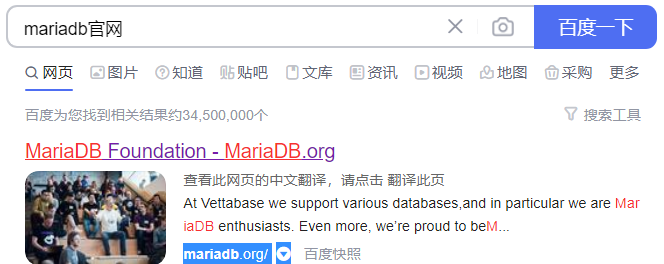 mariadb官网
百度一下
网页 图片 知道 贴吧 文库 资讯 视频 地图 采购 更多
百度为您找到相关结果约34,500,000个
搜索工具
MariaDB Foundation - MariaDB.org
查看此网页的中文翻译，请点击 翻译此页
At Vettabase we support various databases,and in particular we are Mar
iaDB enthusiasts. Even more, we're proud to beM...
mariadb.org/ 百度快照